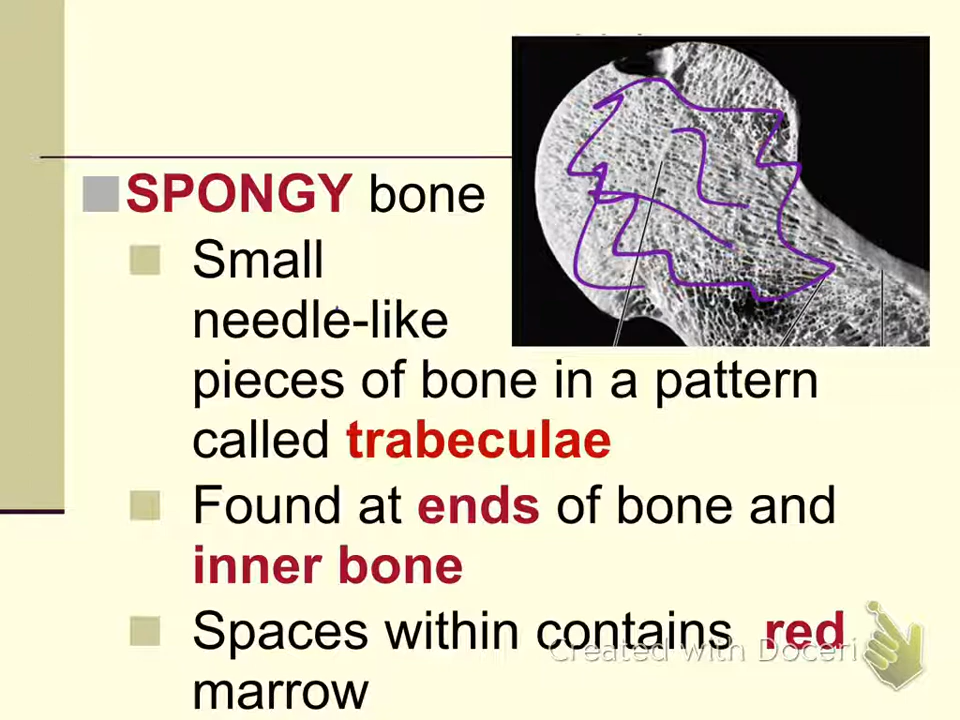 SPONGY bone
Small
needle-like
pieces of bone in a pattern
called trabeculae
Found at ends of bone and
inner bone
Spaces within contains red
Created with Doceri
marrow